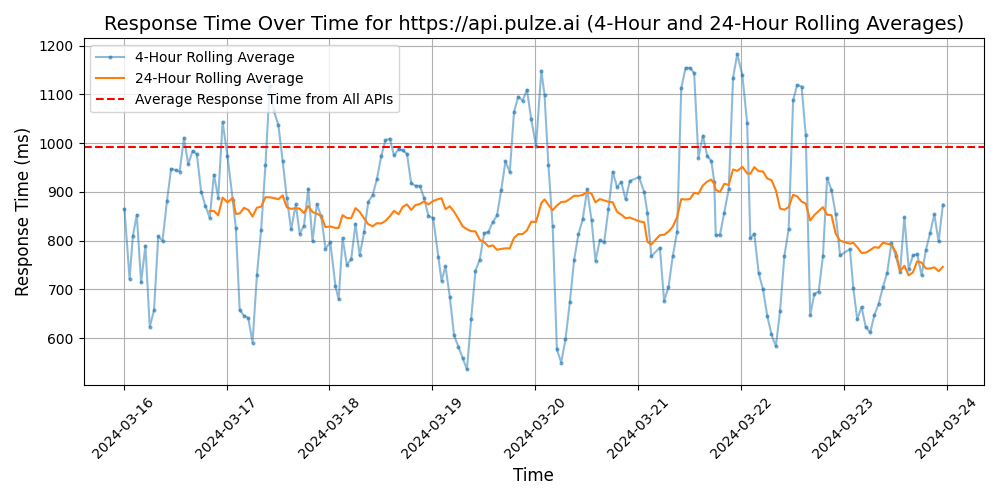 Response Time Over Time for https://api.pulze.ai (4-Hour and 24-Hour Rolling Averages)
4-Hour Rolling Average
24-Hour Rolling Average
Average Response Time from All APIs
Response Time (ms)
1200
1100
1000
900
800
700
600
2024-03-16
2024-03-17
2024-03-18
2024-03-19
2024-03-20
2024-03-21
2024-03-22
2024-03-23
2024-03-24
Time